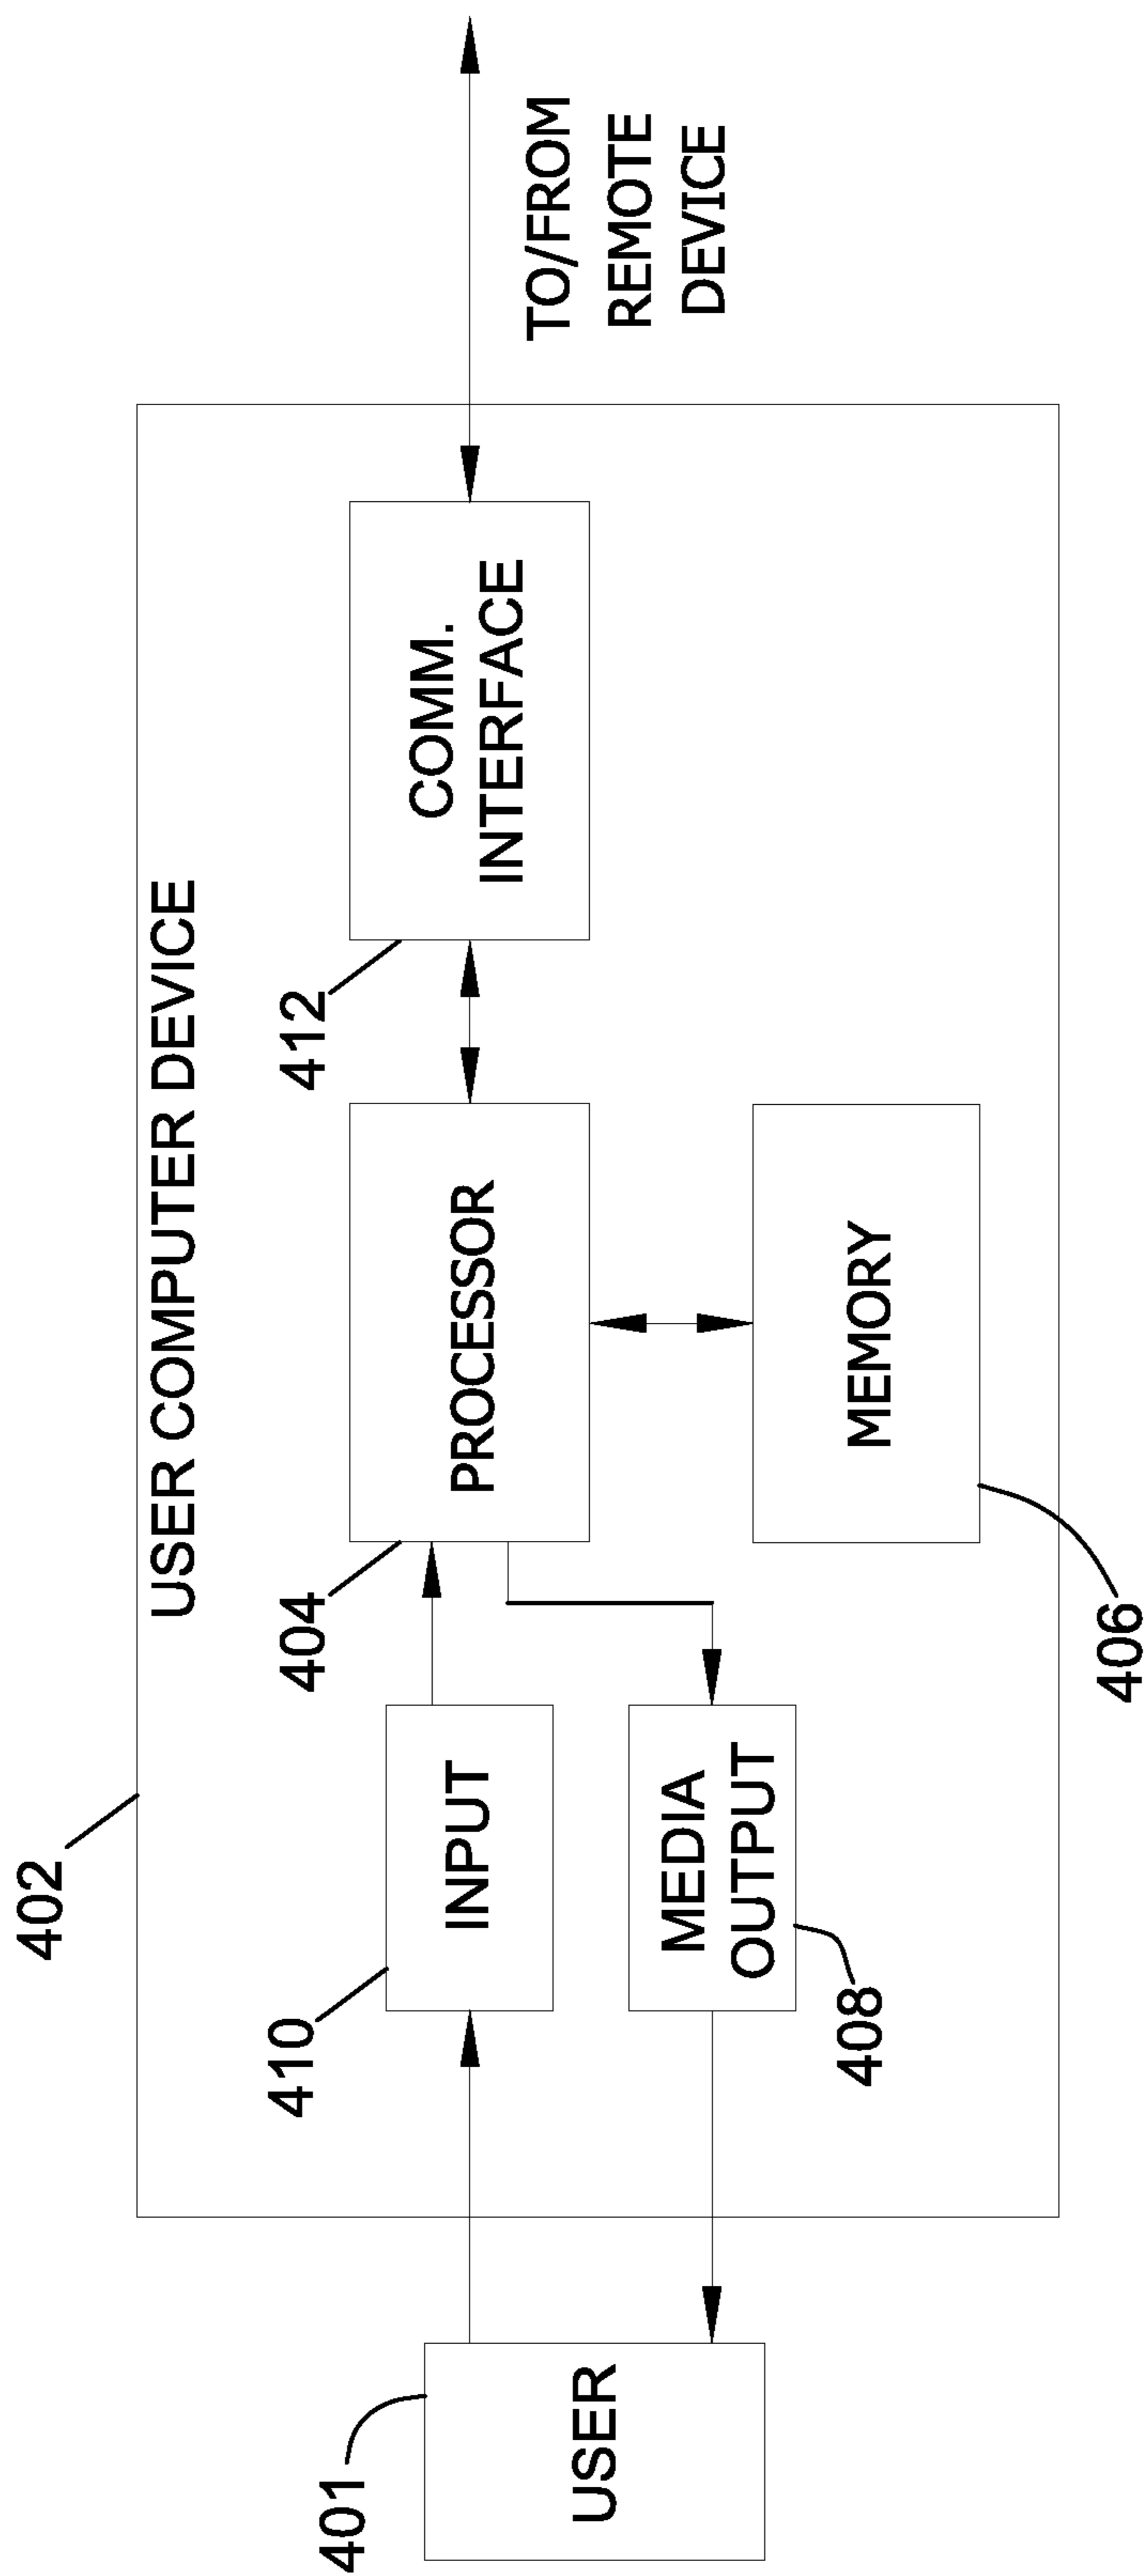 402
USER COMPUTER DEVICE
410
404
412
401
USER
INPUT
PROCESSOR
COMM.
INTERFACE
TO/FROM
REMOTE
DEVICE
MEDIA
OUTPUT
408
MEMORY
406